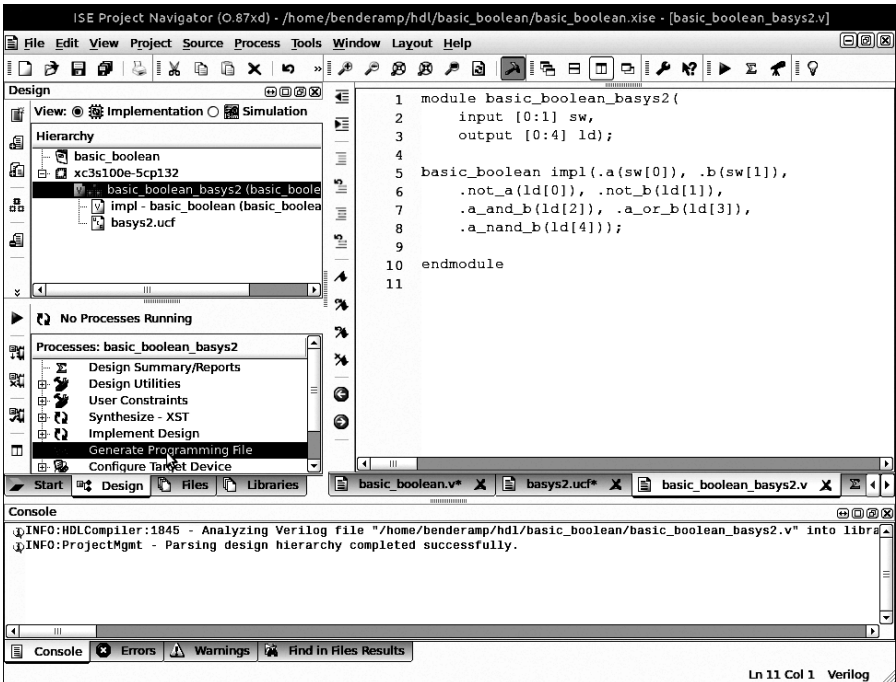 ISE Project Navigator (O.87xd) - /home/benderamp/hdl/basic_boolean/basic_boolean.xise - [basic_boolean_basys2.v]
File Edit View Project Source Process Tools Window Layout Help
»
Design
View: Implementation Simulation
Hierarchy
basic_boolean
xc3s100e-5cp132
basic_boolean_basys2 (basic_boole
impl - basic_boolean (basic_boolea
basys2.ucf
No Processes Running
Processes: basic_boolean_basys2
Design Summary/Reports
Design Utilities
User Constraints
Synthesize - XST
Implement Design
Generate Programming File
Configure Target Device
Start Design Files Libraries
1 module basic_boolean_basys2(
2 input [0:1] sw,
3 output [0:4] ld);
4
5 basic_boolean impl(.a(sw[0]), .b(sw[1]),
6 .not_a(ld[0]), .not_b(ld[1]),
7 .a_and_b(ld[2]), .a_or_b(ld[3]),
8 .a_nand_b(ld[4]));
9
10 endmodule
11
basic_boolean.v* basys2.ucf* basic_boolean_basys2.v Σ
Console
INFO:HDLCompiler:1845 - Analyzing Verilog file "/home/benderamp/hdl/basic_boolean/basic_boolean_basys2.v" into libra
INFO:ProjectMgmt - Parsing design hierarchy completed successfully.
Console Errors Warnings Find in Files Results
Ln 11 Col 1 Verilog